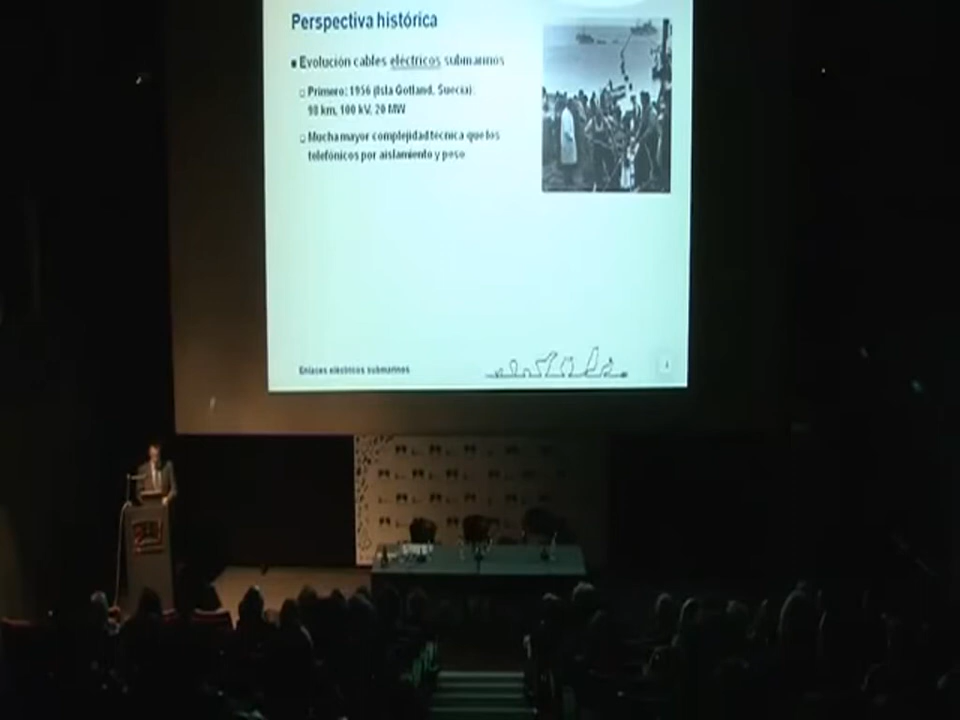 Perspectiva histórica
Evolución cables eléctricos submarinos
Primero: 1956 (Isla Gotland, Suecia)
98 km, 100 kV, 20 MW
Mucha mayor complejidad técnica que los
telefónicos por aislamiento y peso
Enlaces eléctricos submarinos